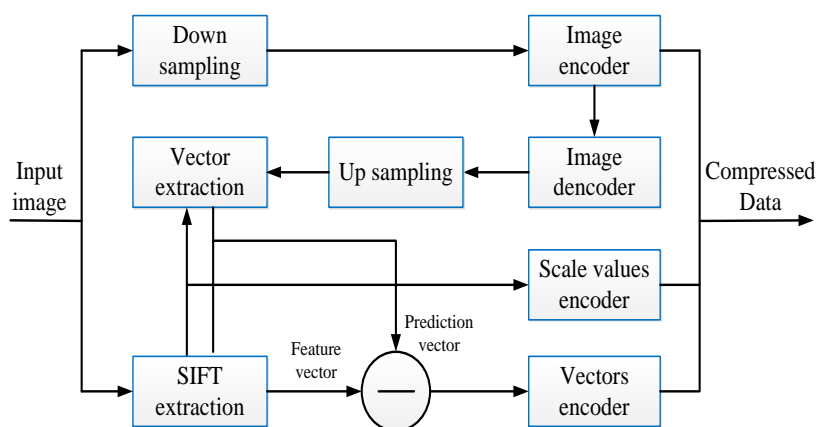 Down
sampling
Image
encoder
Input
image
Vector
extraction
Up sampling
Image
dencoder
Compressed
Data
Scale values
encoder
Prediction
vector
Feature
vector
SIFT
extraction
Vectors
encoder